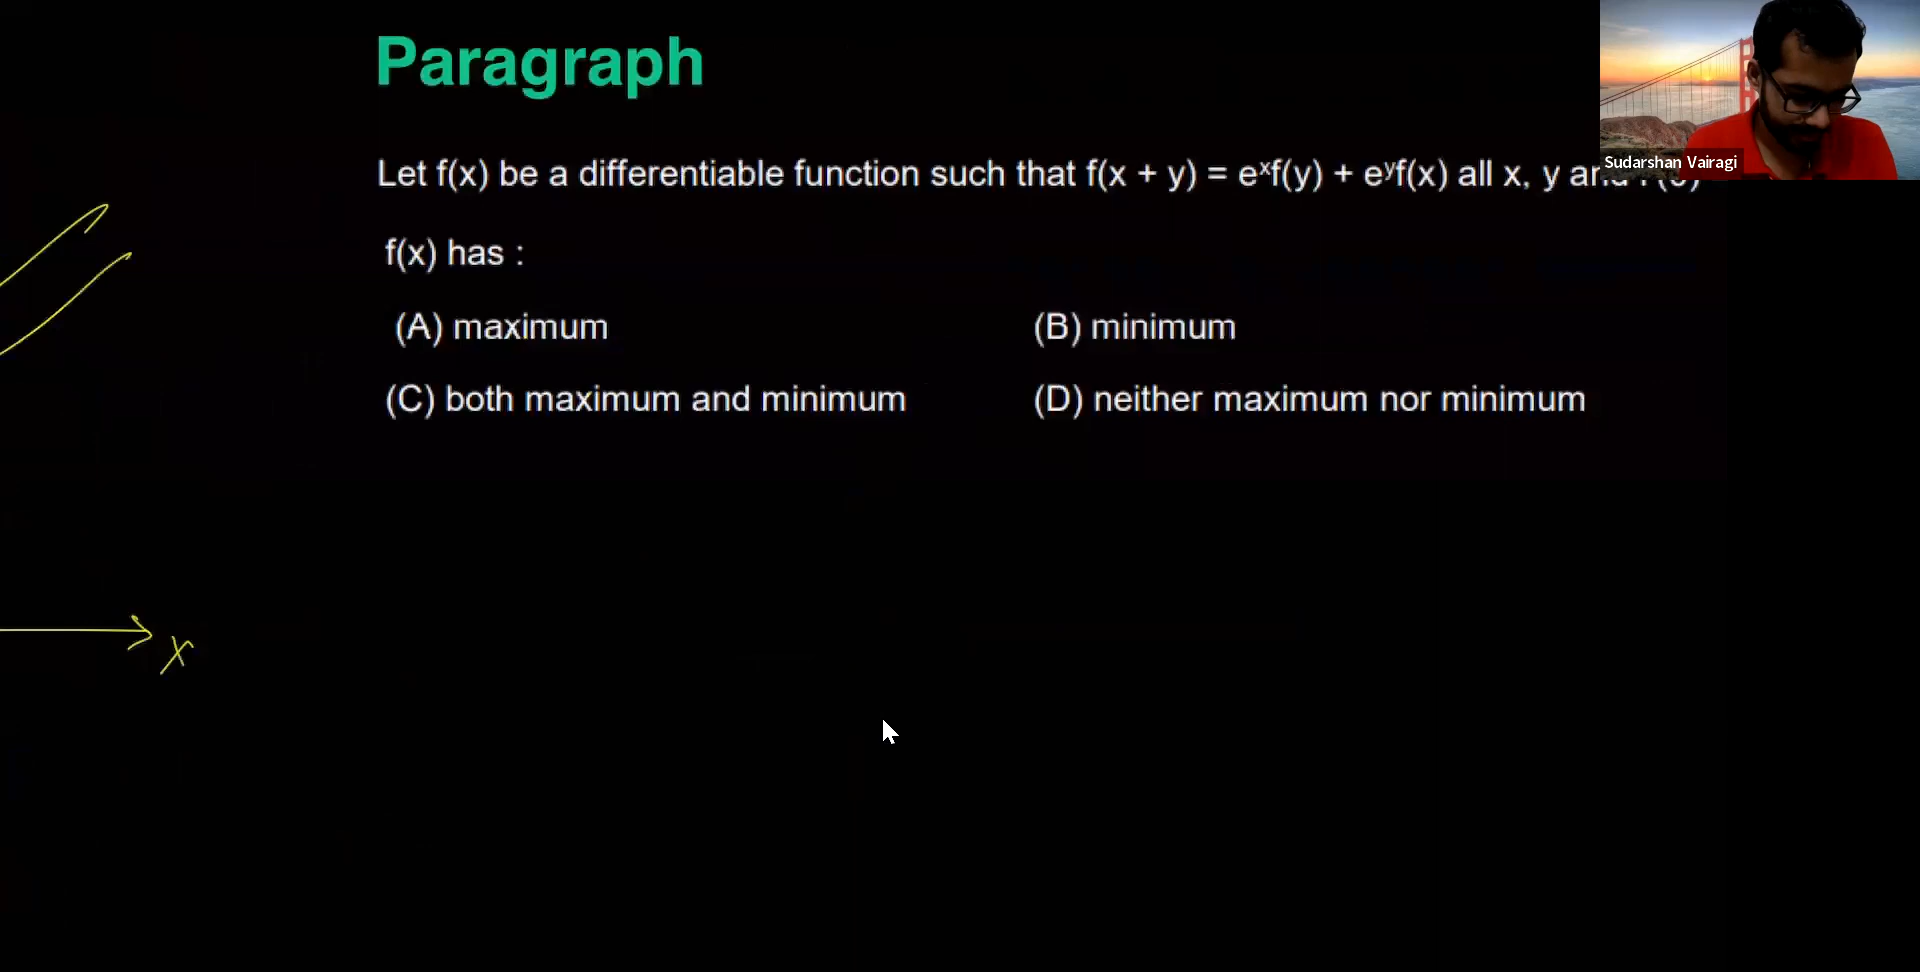 Paragraph
Sudarshan Vairagi
Let f(x) be a differentiable function such that f(x + y) = eˣf(y) + eʸf(x) all x, y
f(x) has :
(A) maximum
(B) minimum
(C) both maximum and minimum
(D) neither maximum nor minimum
x